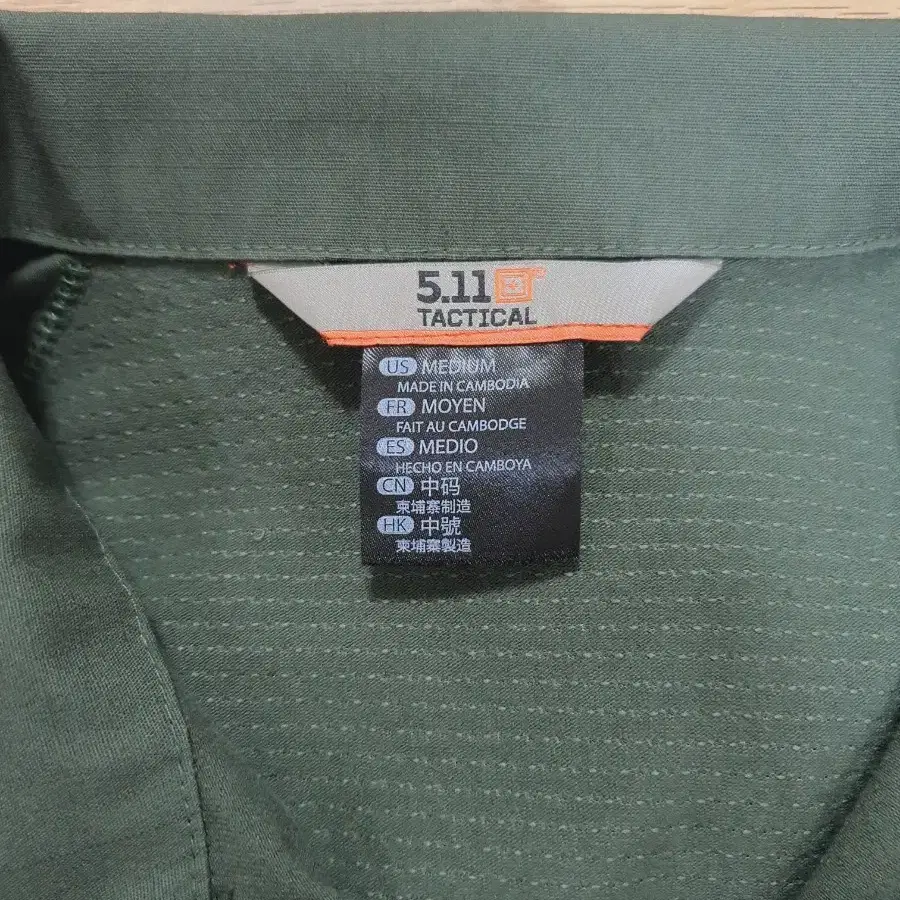 5.11
TACTICAL
US MEDIUM
MADE IN CAMBODIA
FR MOYEN
FAIT AU CAMBODGE
ES MEDIO
HECHO EN CAMBOYA
CN 中码
柬埔寨制造
HK 中號
柬埔寨製造